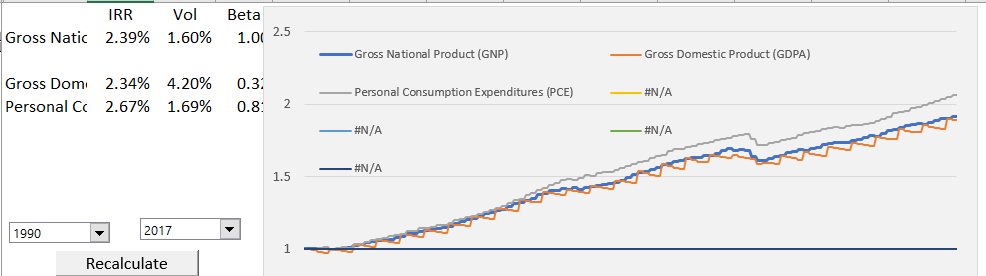 IRR Vol Beta
Gross Natic 2.39% 1.60% 1.00
Gross Dom 2.34% 4.20% 0.32
Personal Co 2.67% 1.69% 0.81
1990
2017
Recalculate
2.5
Gross National Product (GNP)
Gross Domestic Product (GDPA)
Personal Consumption Expenditures (PCE)
#N/A
2
#N/A
#N/A
#N/A
1.5
1